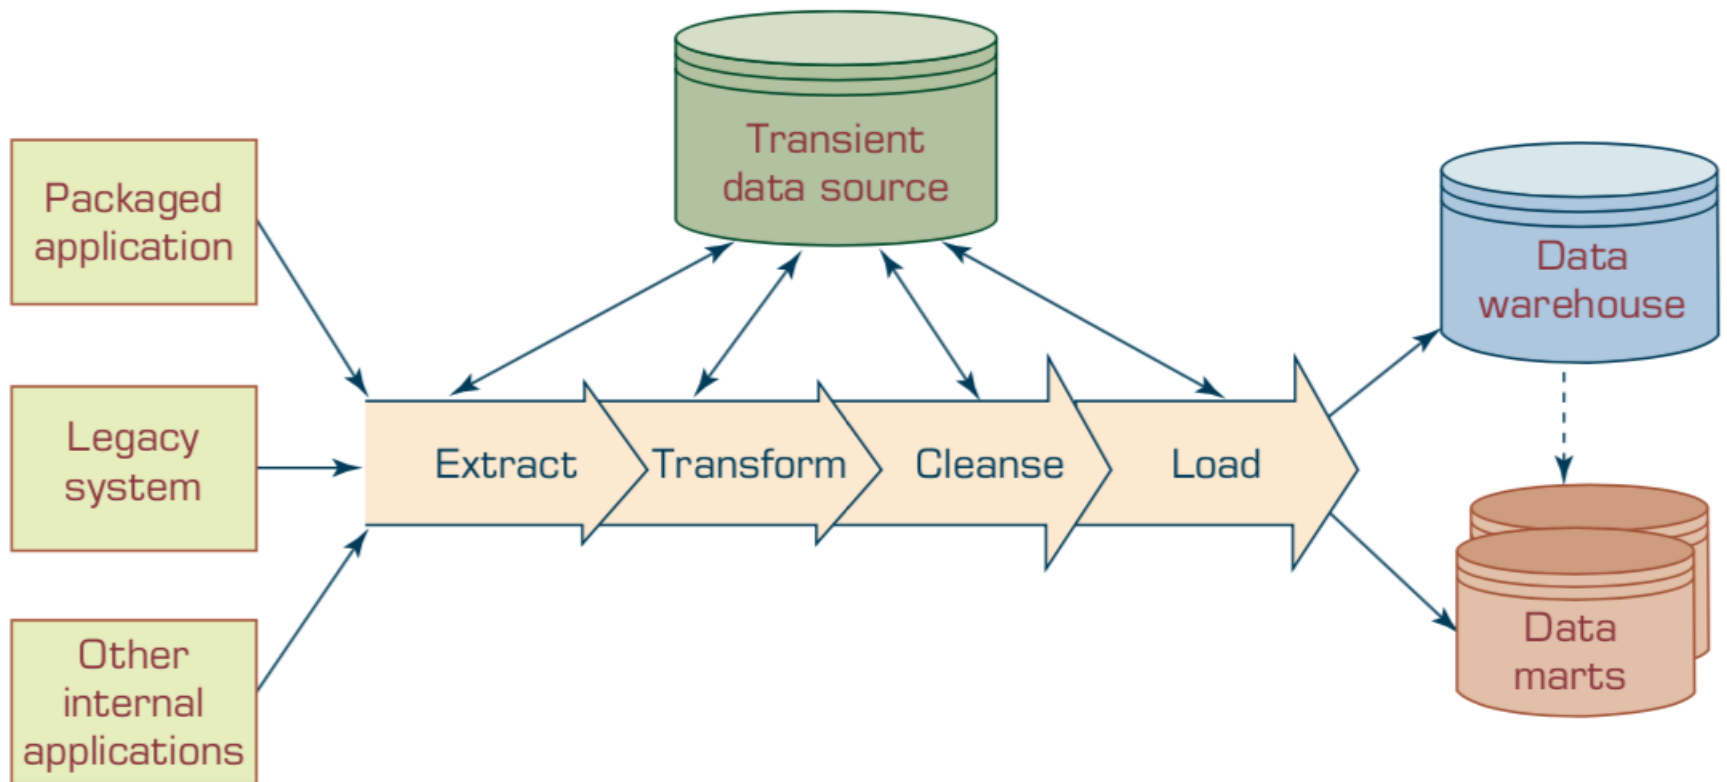 Transient
data source
Packaged
application
Data
warehouse
Legacy
system
Extract
Transform
Cleanse
Load
Other
internal
applications
Data
marts